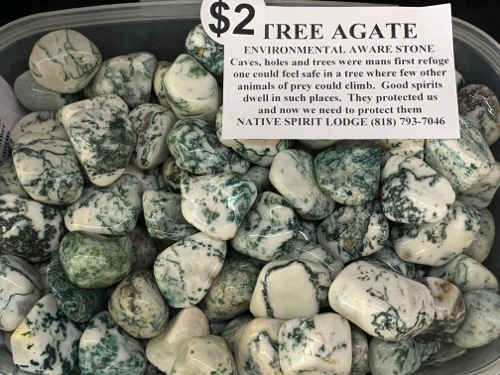 $2
TREE AGATE
ENVIRONMENTAL AWARE STONE
Caves, holes and trees were mans first refuge
one could feel safe in a tree where few other
animals of prey could climb. Good spirits
dwell in such places. They protected us
and now we need to protect them
NATIVE SPIRIT LODGE (818) 793-7046